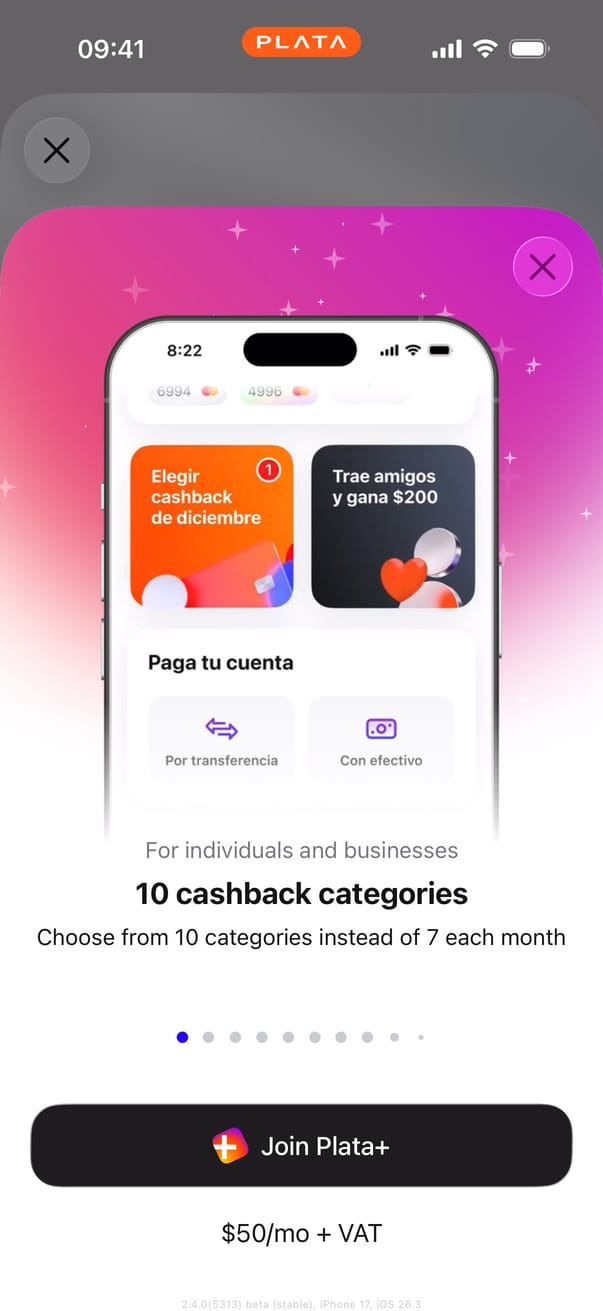 09:41
PLATA
8:22
6994
4996
Elegir
cashback
de diciembre
1
Trae amigos
y gana $200
Paga tu cuenta
Por transferencia
Con efectivo
For individuals and businesses
10 cashback categories
Choose from 10 categories instead of 7 each month
Join Plata+
$50/mo + VAT
2.4.0(5313) beta (stable), iPhone 17, iOS 26.3